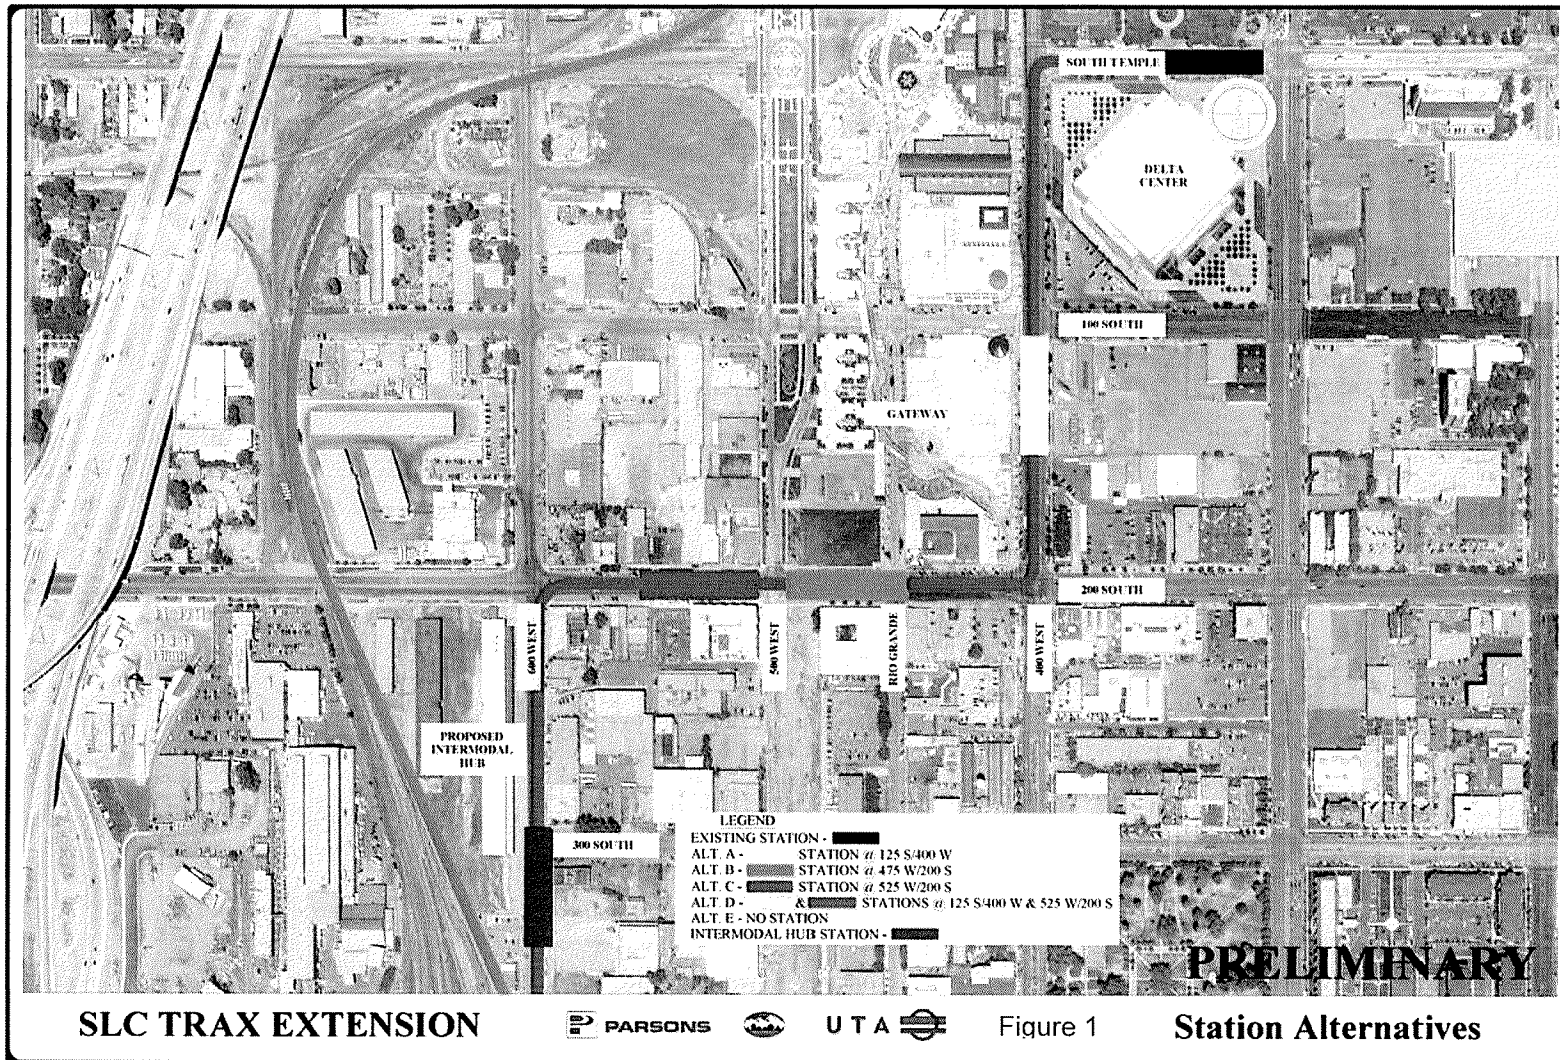 SOUTH TEMPLE
DELTA
CENTER
100 SOUTH
GATEWAY
200 SOUTH
600 WEST
500 WEST
RIO GRANDE
400 WEST
PROPOSED
INTERMODAL
HUB
300 SOUTH
LEGEND
EXISTING STATION -
ALT. A - STATION @ 125 S/400 W
ALT. B - STATION @ 475 W/200 S
ALT. C - STATION @ 525 W/200 S
ALT. D - & STATIONS @ 125 S/400 W & 525 W/200 S
ALT. E - NO STATION
INTERMODAL HUB STATION -
PRELIMINARY
SLC TRAX EXTENSION
PARSONS
UTA
Figure 1
Station Alternatives